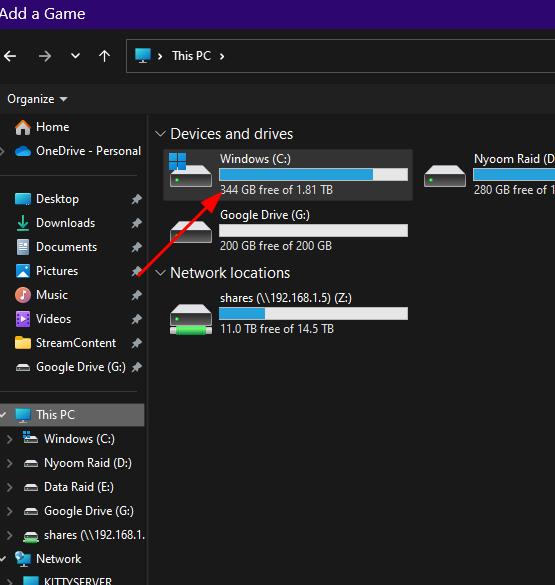 Add a Game
This PC
Organize
Home
OneDrive - Personal
Desktop
Downloads
Documents
Pictures
Music
Videos
StreamContent
Google Drive (G:)
This PC
Windows (C:)
Nyoom Raid (D:)
Data Raid (E:)
Google Drive (G:)
shares (\\192.168.1.
Network
KITTYSERVER
Devices and drives
Windows (C:)
344 GB free of 1.81 TB
Nyoom Raid (D
280 GB free of 1
Google Drive (G:)
200 GB free of 200 GB
Network locations
shares (\\192.168.1.5) (Z:)
11.0 TB free of 14.5 TB